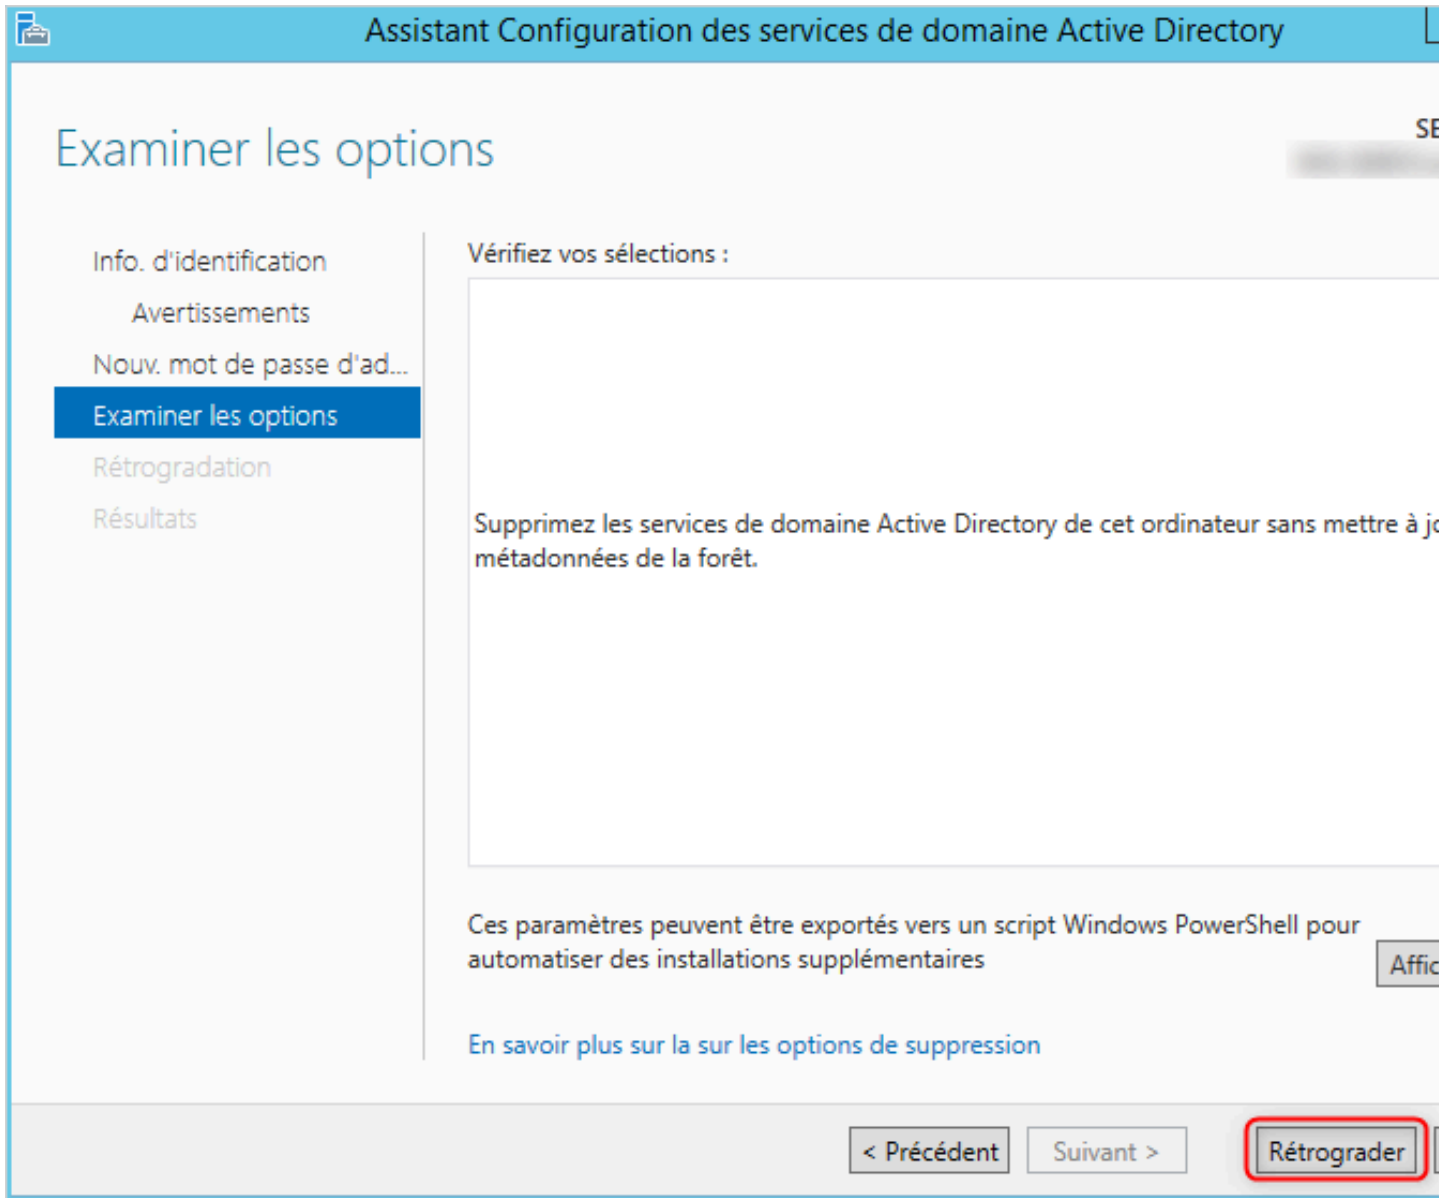 Assistant Configuration des services de domaine Active Directory
Examiner les options
Info. d'identification
Avertissements
Nouv. mot de passe d'ad...
Examiner les options
Rétrogradation
Résultats
Vérifiez vos sélections :
Supprimez les services de domaine Active Directory de cet ordinateur sans mettre à
métadonnées de la forêt.
Ces paramètres peuvent être exportés vers un script Windows PowerShell pour
automatiser des installations supplémentaires
En savoir plus sur la sur les options de suppression
< Précédent
Suivant >
Rétrograder